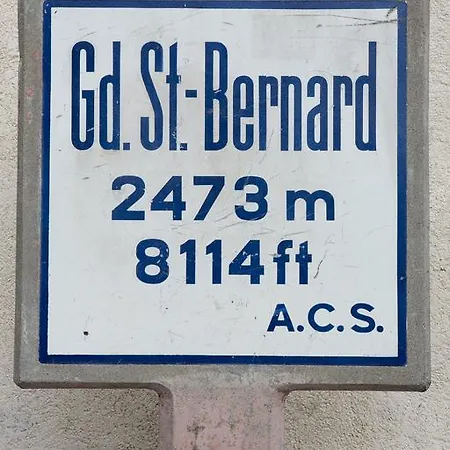 Gd. St.-Bernard
2473 m
8114 ft
A.C.S.